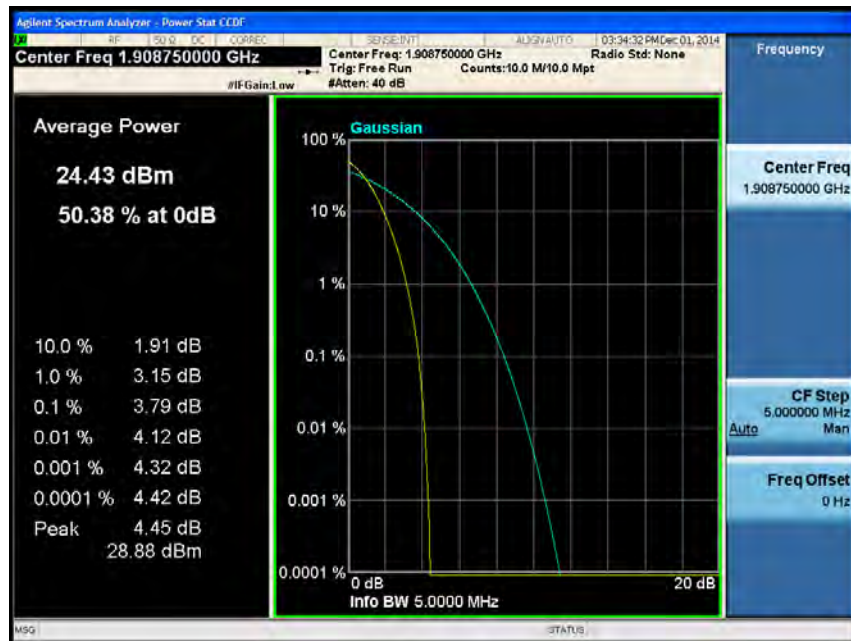 Agilent Spectrum Analyzer - Power Stat CCDF
RF 50 Ω DC CORREC SENSE:INT ALIGN AUTO 03:34:32 PM Dec 01, 2014
Center Freq 1.908750000 GHz
Center Freq: 1.908750000 GHz Radio Std: None
Trig: Free Run Counts:10.0 M/10.0 Mpt
#IFGain:Low #Atten: 40 dB
Frequency
Average Power
24.43 dBm
50.38 % at 0dB
10.0 % 1.91 dB
1.0 % 3.15 dB
0.1 % 3.79 dB
0.01 % 4.12 dB
0.001 % 4.32 dB
0.0001 % 4.42 dB
Peak 4.45 dB
28.88 dBm
Gaussian
100 %
10 %
1 %
0.1 %
0.01 %
0.001 %
0.0001 %
0 dB 20 dB
Info BW 5.0000 MHz
Center Freq
1.908750000 GHz
CF Step
5.000000 MHz
Auto Man
Freq Offset
0 Hz
MSG STATUS